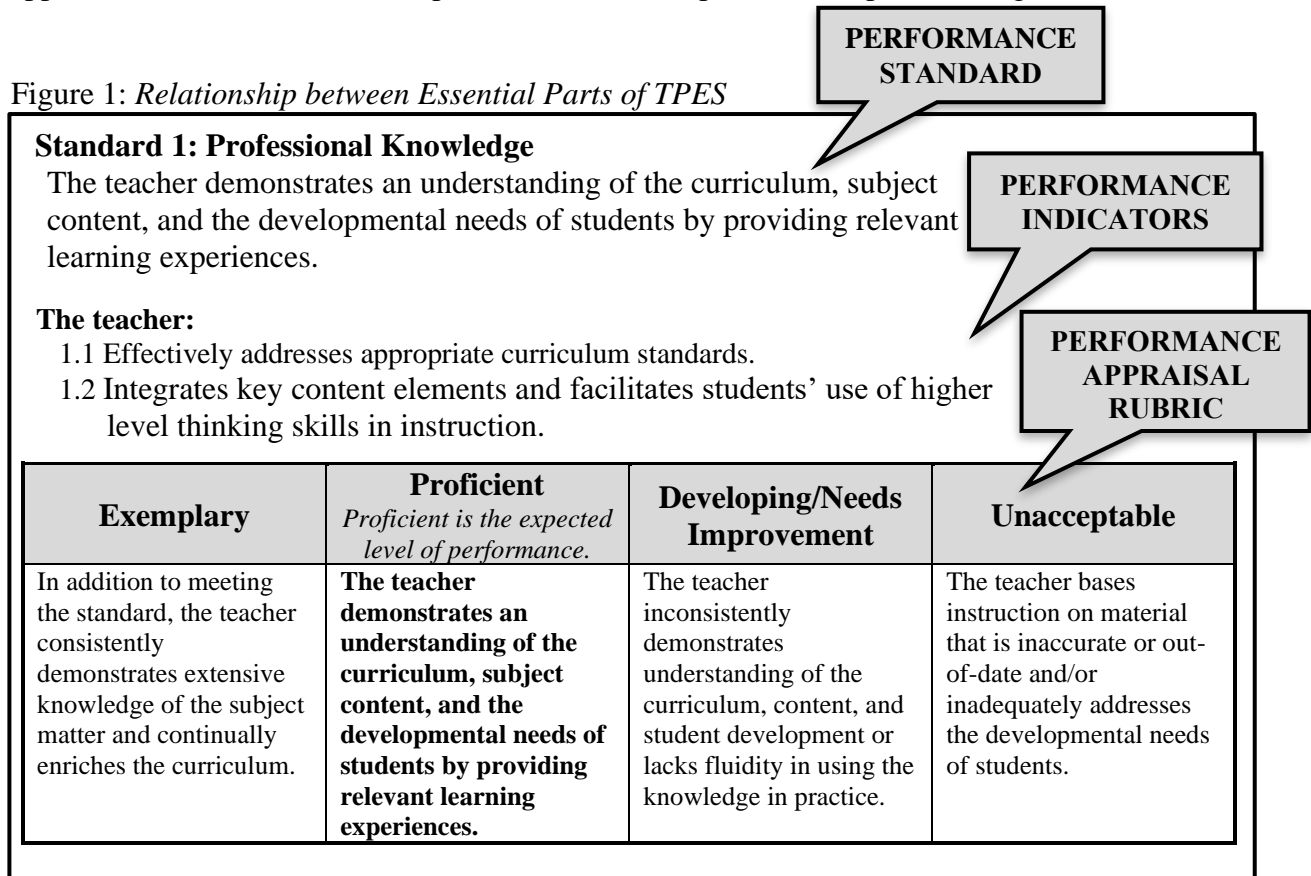 PERFORMANCE
STANDARD
Figure 1: Relationship between Essential Parts of TPES
Standard 1: Professional Knowledge
The teacher demonstrates an understanding of the curriculum, subject
content, and the developmental needs of students by providing relevant
learning experiences.
PERFORMANCE
INDICATORS
The teacher:
1.1 Effectively addresses appropriate curriculum standards.
1.2 Integrates key content elements and facilitates students’ use of higher
level thinking skills in instruction.
PERFORMANCE
APPRAISAL
RUBRIC
Exemplary
Proficient
Proficient is the expected
level of performance.
Developing/Needs
Improvement
Unacceptable
In addition to meeting
the standard, the teacher
consistently
demonstrates extensive
knowledge of the subject
matter and continually
enriches the curriculum.
The teacher
demonstrates an
understanding of the
curriculum, subject
content, and the
developmental needs of
students by providing
relevant learning
experiences.
The teacher
inconsistently
demonstrates
understanding of the
curriculum, content, and
student development or
lacks fluidity in using the
knowledge in practice.
The teacher bases
instruction on material
that is inaccurate or out-
of-date and/or
inadequately addresses
the developmental needs
of students.